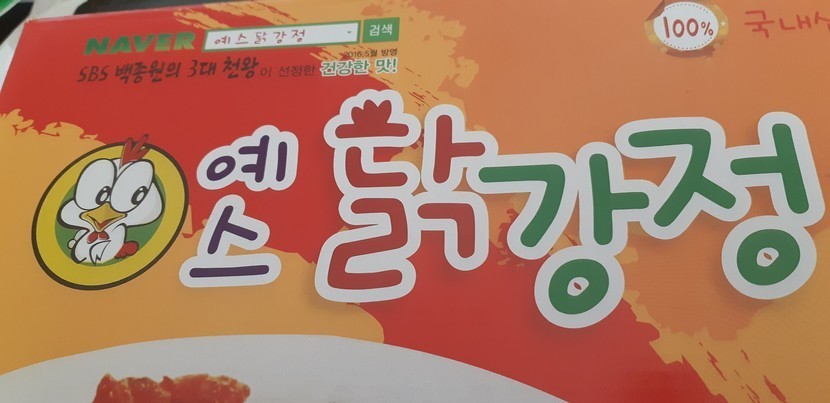 NAVER 예스닭강정 검색
2016.5월 방영
SBS 백종원의 3대 천왕이 선정한 건강한 맛!
100% 국내산
예스 닭강정